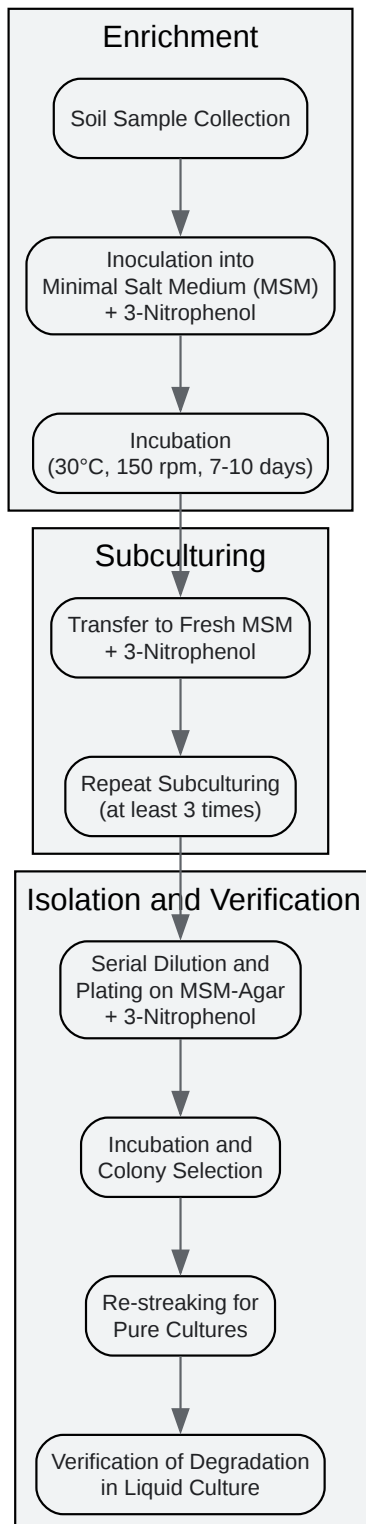 Enrichment
Soil Sample Collection
Inoculation into
Minimal Salt Medium (MSM)
+ 3-Nitrophenol
Incubation
(30°C, 150 rpm, 7-10 days)
Subculturing
Transfer to Fresh MSM
+ 3-Nitrophenol
Repeat Subculturing
(at least 3 times)
Isolation and Verification
Serial Dilution and
Plating on MSM-Agar
+ 3-Nitrophenol
Incubation and
Colony Selection
Re-streaking for
Pure Cultures
Verification of Degradation
in Liquid Culture